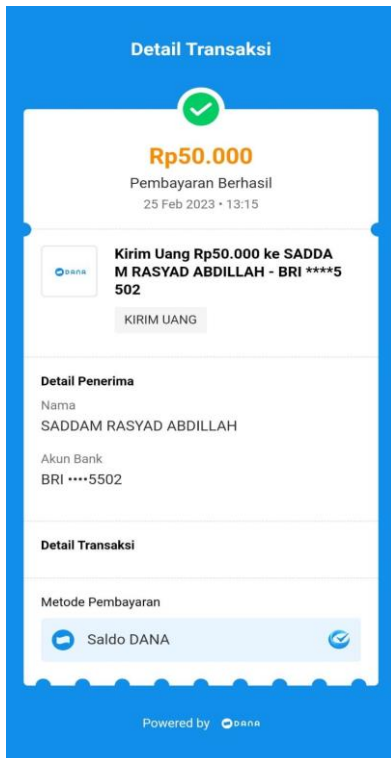 Detail Transaksi
Rp50.000
Pembayaran Berhasil
25 Feb 2023 • 13:15
DANA
Kirim Uang Rp50.000 ke SADDA
M RASYAD ABDILLAH - BRI ****5
502
KIRIM UANG
Detail Penerima
Nama
SADDAM RASYAD ABDILLAH
Akun Bank
BRI ••••5502
Detail Transaksi
Metode Pembayaran
Saldo DANA
Powered by DANA